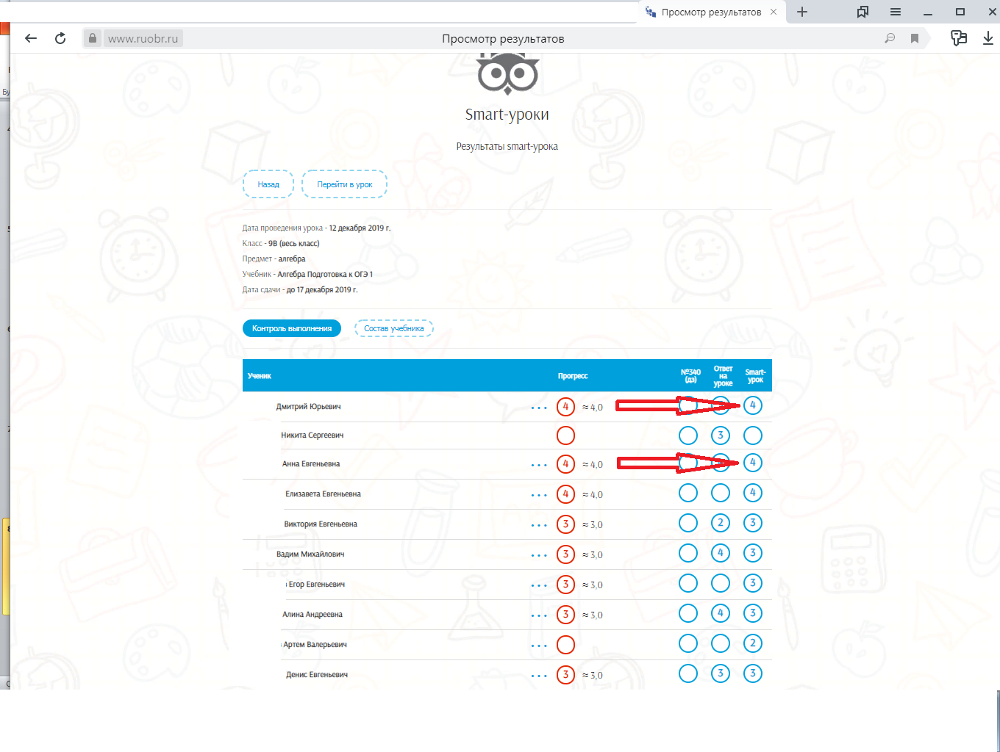 Просмотр результатов
www.ruobr.ru
Просмотр результатов
Бу
Smart-уроки
Результаты smart-урока
Назад
Перейти в урок
Дата проведения урока - 12 декабря 2019 г.
Класс - 9В (весь класс)
Предмет - алгебра
Учебник - Алгебра Подготовка к ОГЭ 1
Дата сдачи - до 17 декабря 2019 г.
Контроль выполнения
Состав учебника
Ученик Прогресс №340 (дз) Ответ на уроке Smart-урок
Дмитрий Юрьевич ... 4 ≈ 4,0 4
Никита Сергеевич 3
Анна Евгеньевна ... 4 ≈ 4,0 4
Елизавета Евгеньевна ... 4 ≈ 4,0 4
Виктория Евгеньевна ... 3 ≈ 3,0 2 3
Вадим Михайлович ... 3 ≈ 3,0 4 3
Егор Евгеньевич ... 3 ≈ 3,0 3
Алина Андреевна ... 3 ≈ 3,0 4 3
Артем Валерьевич ... 2
Денис Евгеньевич ... 3 ≈ 3,0 3 3